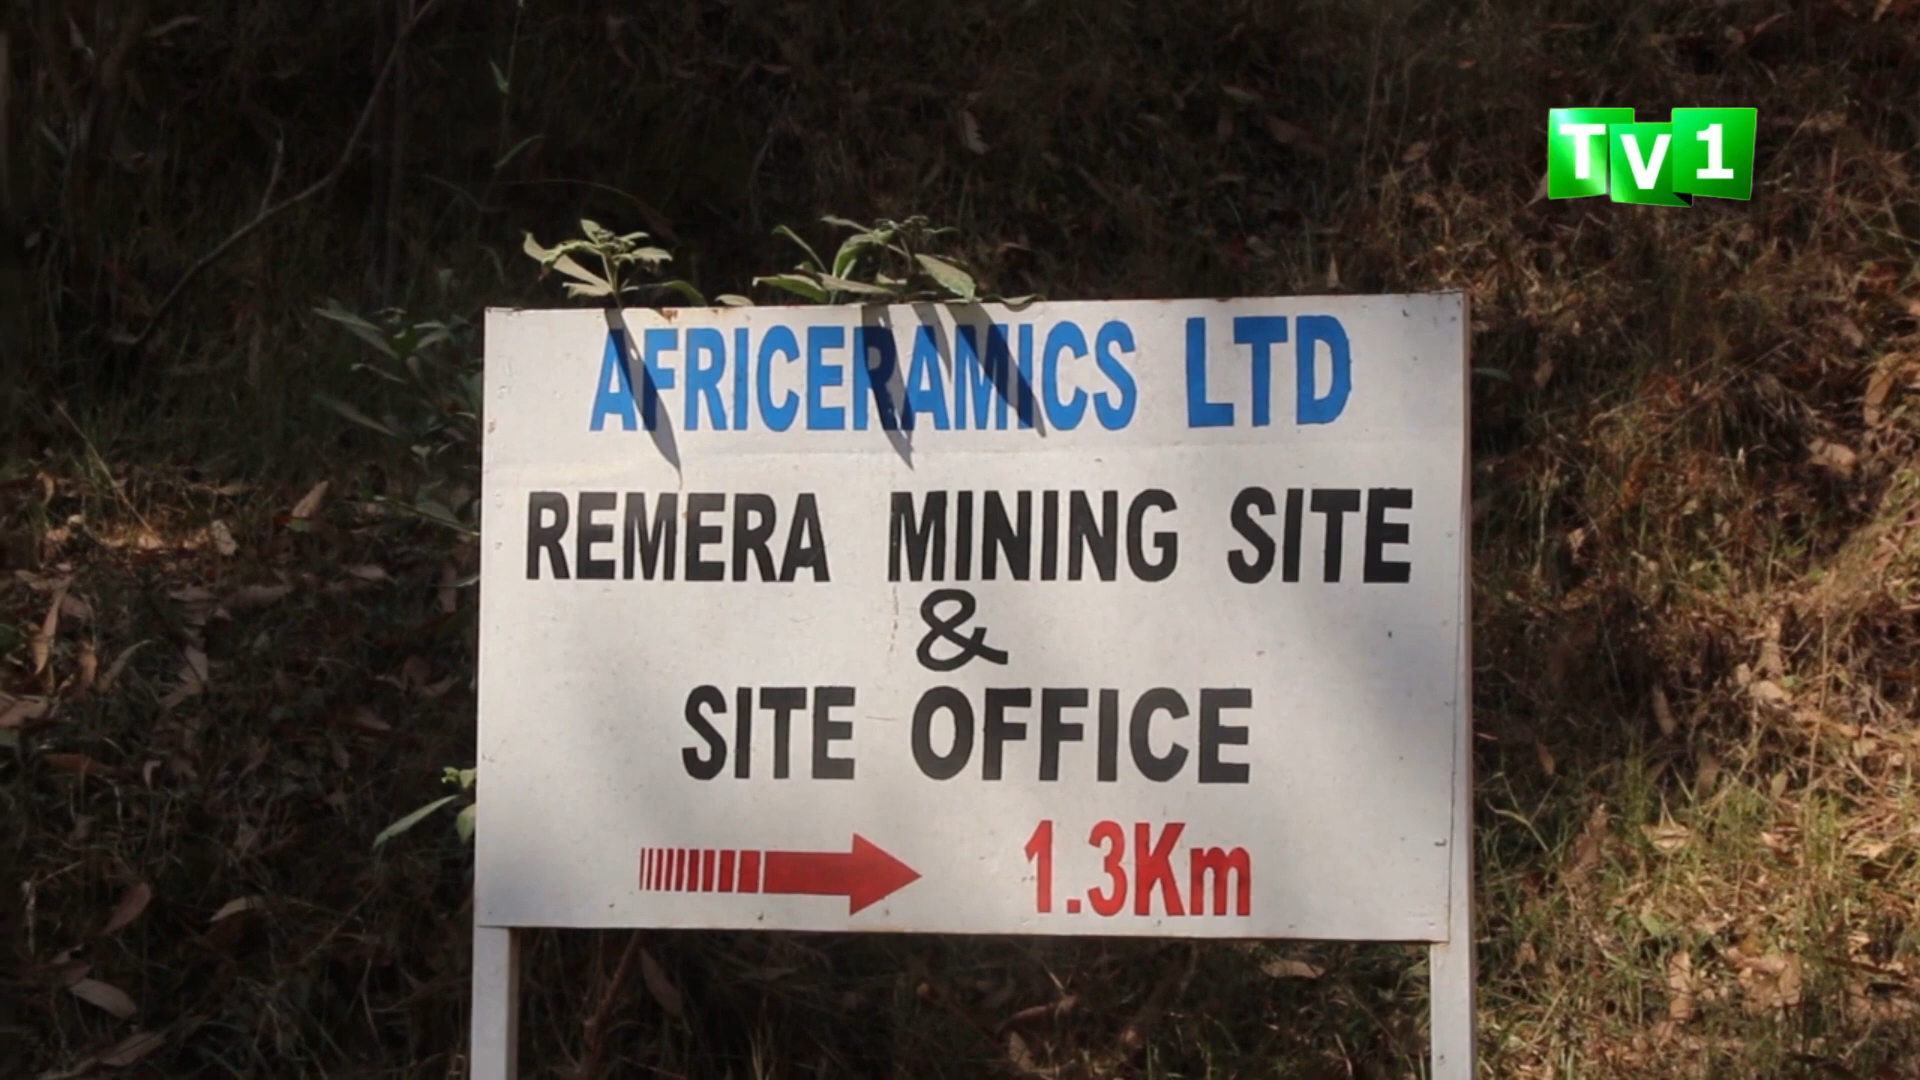 TV1
AFRICERAMICS LTD
REMERA MINING SITE
&
SITE OFFICE
1.3Km